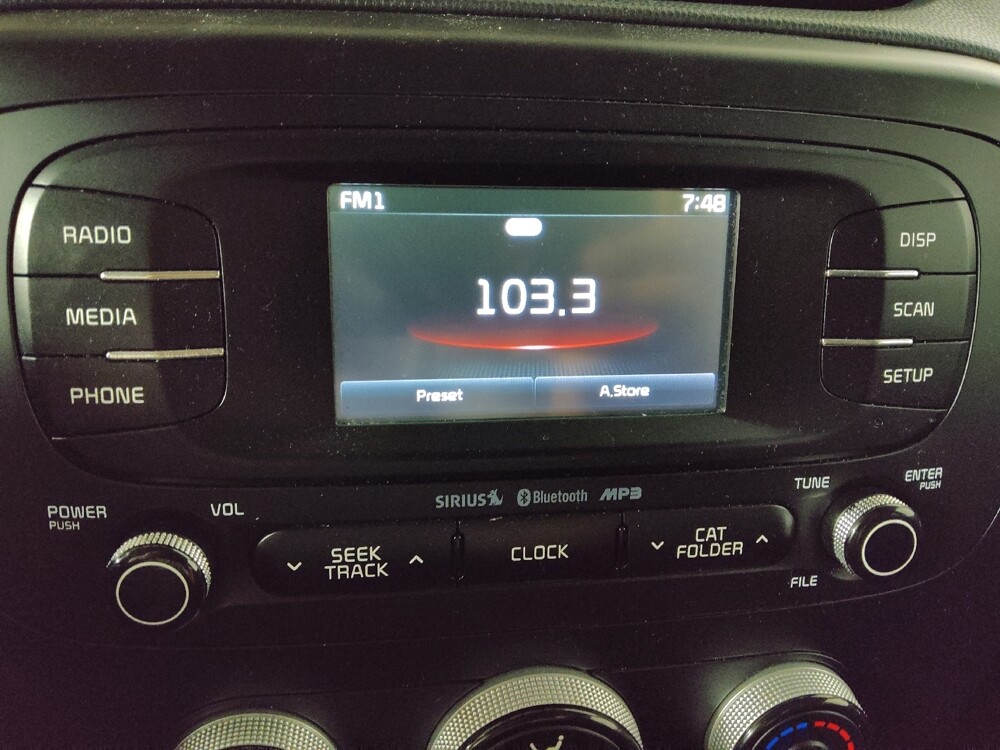 FM1 7:48
103.3
Preset A.Store
RADIO
MEDIA
PHONE
DISP
SCAN
SETUP
SIRIUS Bluetooth MP3
POWER
PUSH
VOL
SEEK
TRACK
CLOCK
CAT
FOLDER
TUNE
FILE
ENTER
PUSH